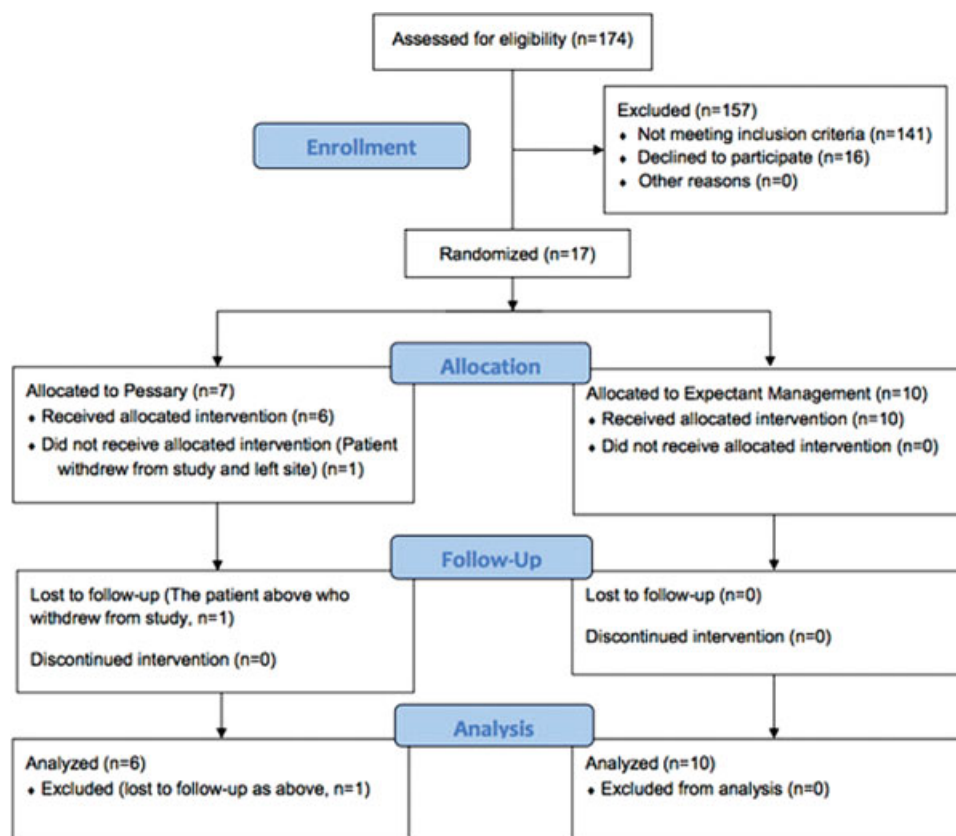 Assessed for eligibility (n=174)
Excluded (n=157)
♦ Not meeting inclusion criteria (n=141)
♦ Declined to participate (n=16)
♦ Other reasons (n=0)
Enrollment
Randomized (n=17)
Allocation
Allocated to Pessary (n=7)
♦ Received allocated intervention (n=6)
♦ Did not receive allocated intervention (Patient
withdrew from study and left site) (n=1)
Allocated to Expectant Management (n=10)
♦ Received allocated intervention (n=10)
♦ Did not receive allocated intervention (n=0)
Follow-Up
Lost to follow-up (The patient above who
withdrew from study, n=1)
Discontinued intervention (n=0)
Lost to follow-up (n=0)
Discontinued intervention (n=0)
Analysis
Analyzed (n=6)
♦ Excluded (lost to follow-up as above, n=1)
Analyzed (n=10)
♦ Excluded from analysis (n=0)